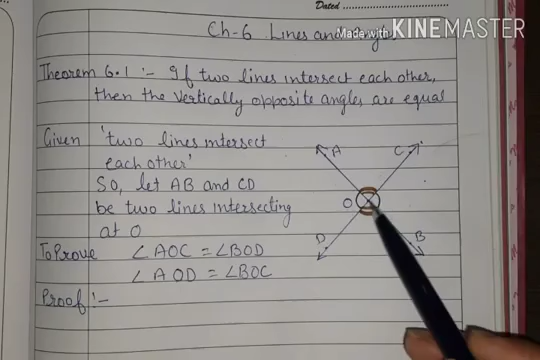 Dated
Ch-6 Lines and Angles
Made with KINEMASTER
Theorem 6.1 :- If two lines intersect each other,
then the vertically opposite angles are equal
Given 'two lines intersect
each other'
So, let AB and CD
be two lines intersecting
at O
To Prove ∠AOC = ∠BOD
∠AOD = ∠BOC
Proof :-
A
C
O
D
B